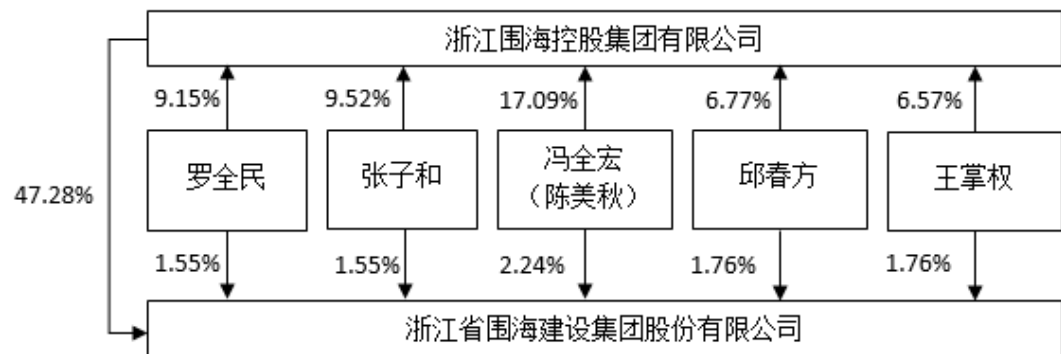 浙江围海控股集团有限公司
9.15%
9.52%
17.09%
6.77%
6.57%
罗全民
张子和
冯全宏
（陈美秋）
邱春方
王掌权
47.28%
1.55%
1.55%
2.24%
1.76%
1.76%
浙江省围海建设集团股份有限公司